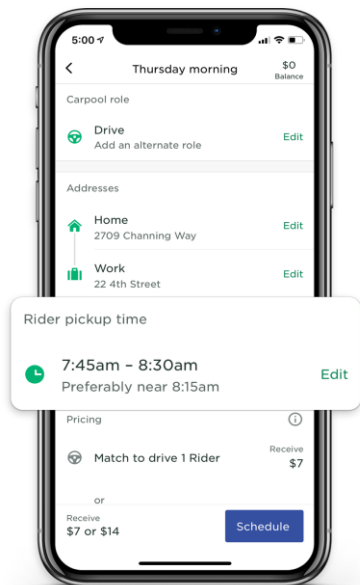 5:00
Thursday morning
$0
Balance
Carpool role
Drive
Add an alternate role
Edit
Addresses
Home
2709 Channing Way
Edit
Work
22 4th Street
Edit
Rider pickup time
7:45am – 8:30am
Preferably near 8:15am
Edit
Pricing
Match to drive 1 Rider
Receive
$7
or
Receive
$7 or $14
Schedule